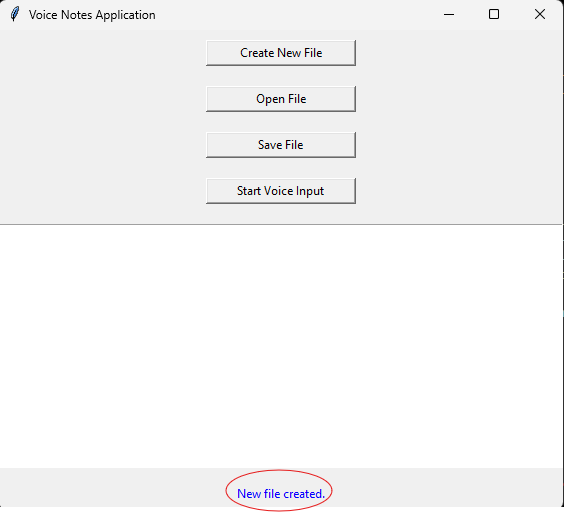 Voice Notes Application
Create New File
Open File
Save File
Start Voice Input
New file created.